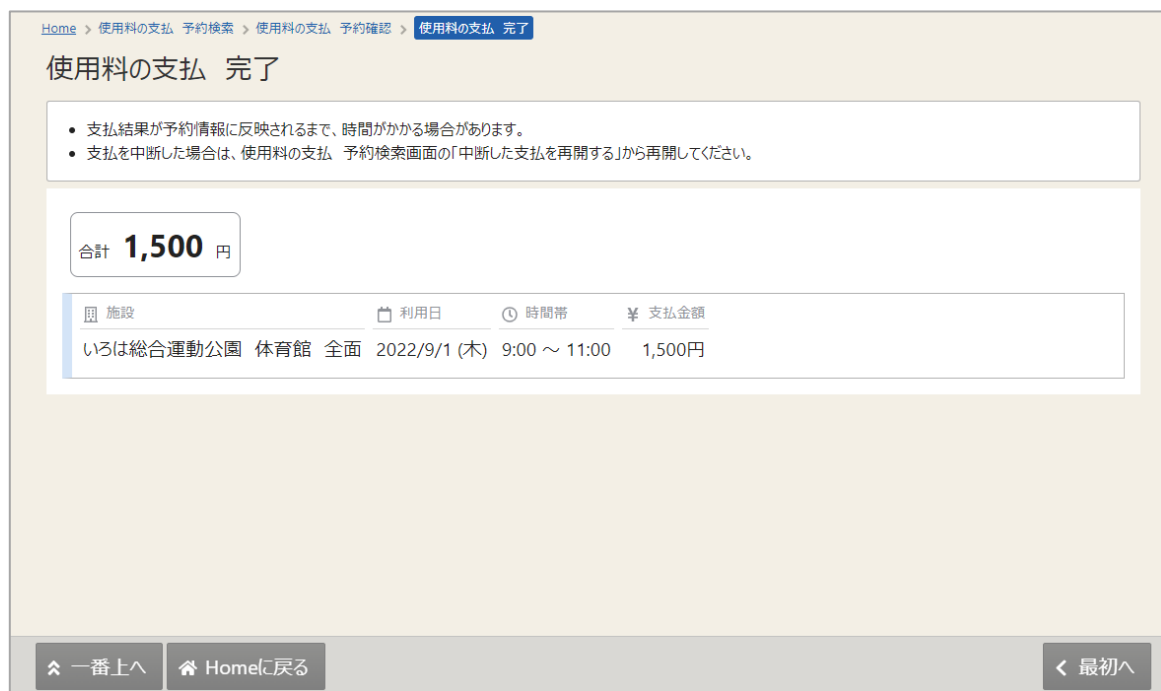 Home > 使用料の支払 予約検索 > 使用料の支払 予約確認 > 使用料の支払 完了
使用料の支払 完了
• 支払結果が予約情報に反映されるまで、時間がかかる場合があります。
• 支払を中断した場合は、使用料の支払 予約検索画面の「中断した支払を再開する」から再開してください。
合計 1,500 円
施設 利用日 時間帯 ¥ 支払金額
いろは総合運動公園 体育館 全面 2022/9/1 (木) 9:00 ～ 11:00 1,500円
一番上へ Homeに戻る 最初へ